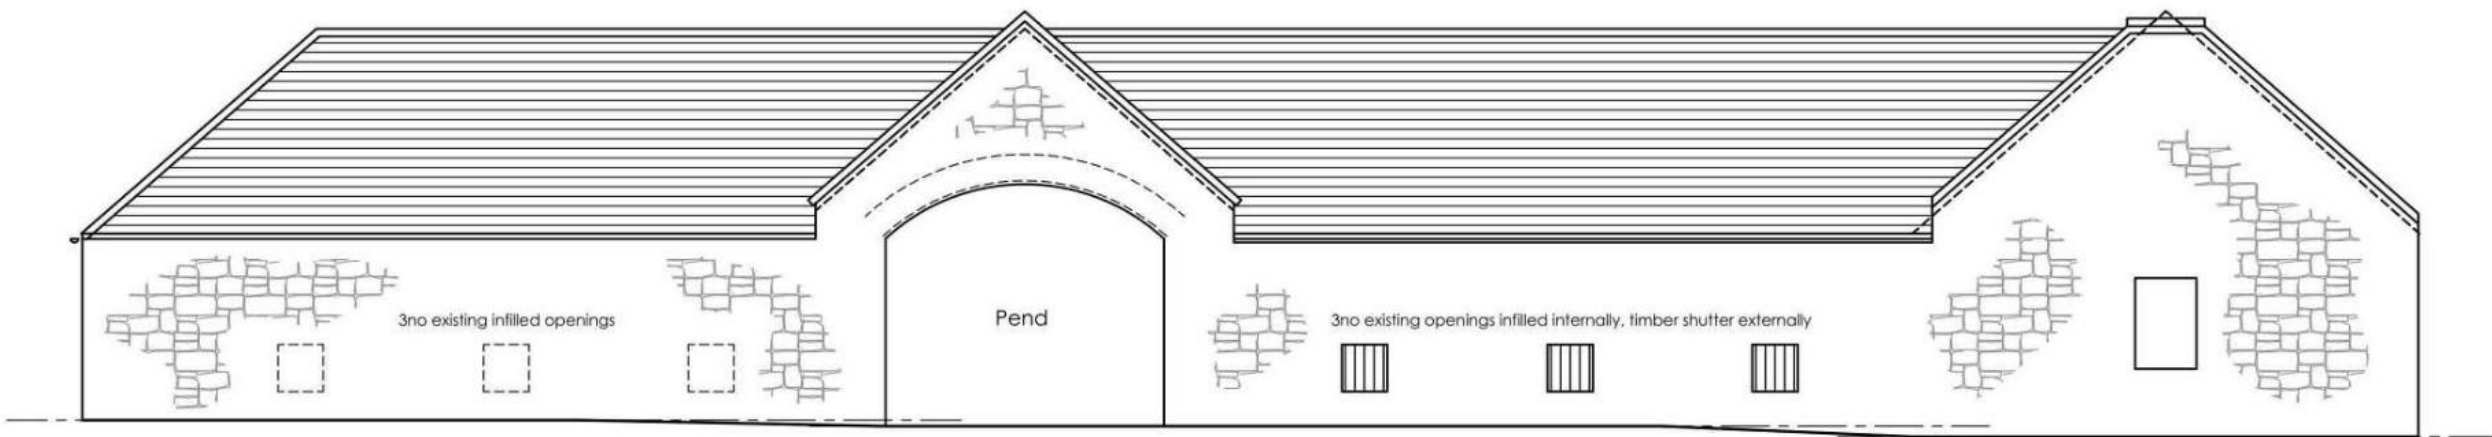 3no existing infilled openings
Pend
3no existing openings infilled internally, timber shutter externally